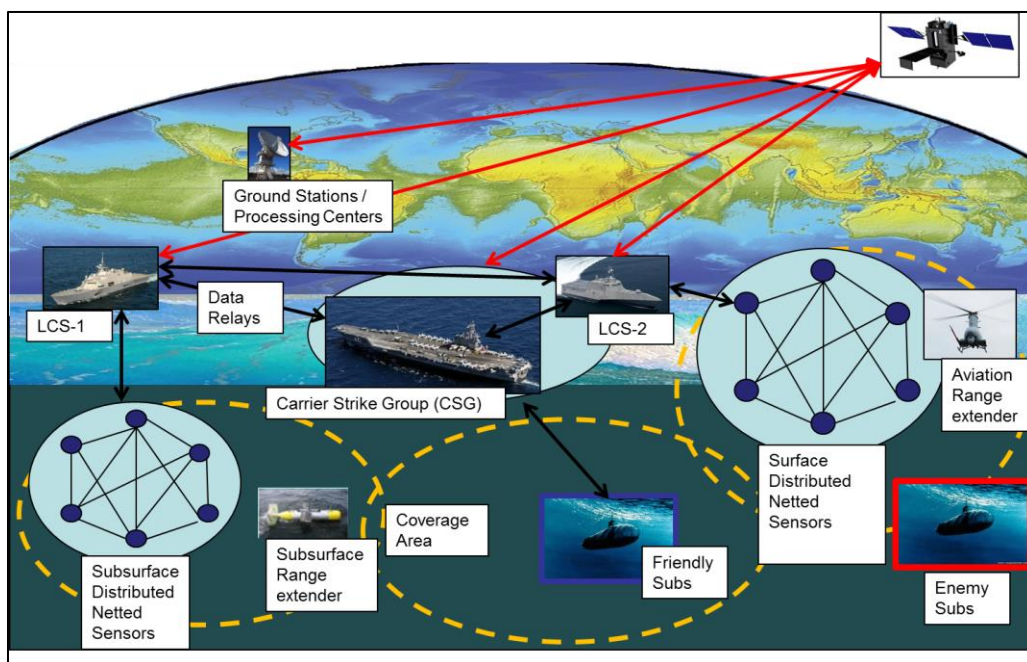 Ground Stations /
Processing Centers
LCS-1
Data
Relays
LCS-2
Carrier Strike Group (CSG)
Aviation
Range
extender
Subsurface
Distributed
Netted
Sensors
Subsurface
Range
extender
Coverage
Area
Friendly
Subs
Surface
Distributed
Netted
Sensors
Enemy
Subs